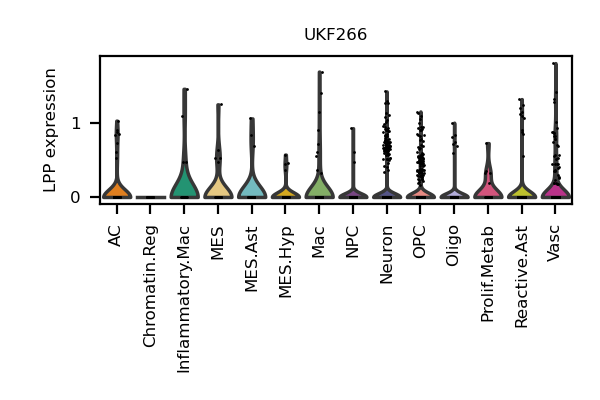 UKF266
LPP expression
1
0
AC
Chromatin.Reg
Inflammatory.Mac
MES
MES.Ast
MES.Hyp
Mac
NPC
Neuron
OPC
Oligo
Prolif.Metab
Reactive.Ast
Vasc